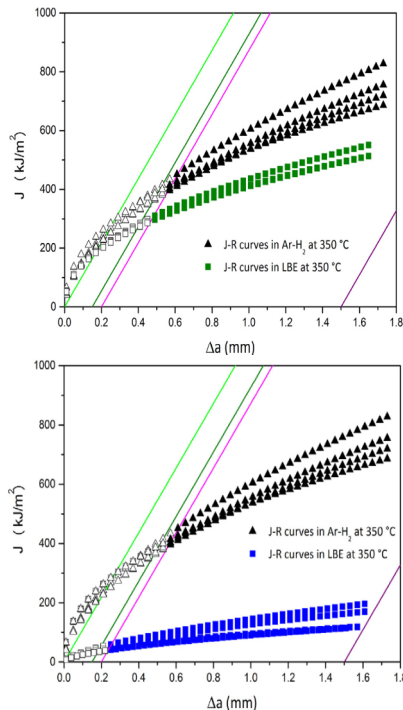 1000
800
600
400
200
0
J ( kJ/m²)
▲ J-R curves in Ar-H₂ at 350 °C
■ J-R curves in LBE at 350 °C
0.0 0.2 0.4 0.6 0.8 1.0 1.2 1.4 1.6 1.8
Δa (mm)
1000
800
600
400
200
0
J ( kJ/m²)
▲ J-R curves in Ar-H₂ at 350 °C
■ J-R curves in LBE at 350 °C
0.0 0.2 0.4 0.6 0.8 1.0 1.2 1.4 1.6 1.8
Δa (mm)